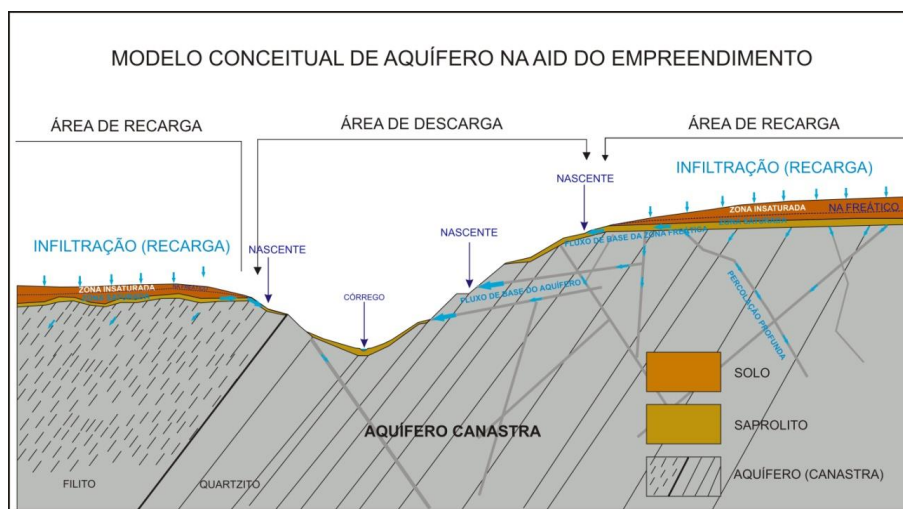 MODELO CONCEITUAL DE AQUÍFERO NA AID DO EMPREENDIMENTO
ÁREA DE RECARGA
ÁREA DE DESCARGA
ÁREA DE RECARGA
INFILTRAÇÃO (RECARGA)
NASCENTE
ZONA INSATURADA
NA FREÁTICO
FLUXO DE BASE DA ZONA FREÁTICA
INFILTRAÇÃO (RECARGA)
NASCENTE
NASCENTE
ZONA INSATURADA
FLUXO DE BASE DO AQUÍFERO
PERCOLAÇÃO PROFUNDA
CÓRREGO
SOLO
SAPROLITO
AQUÍFERO (CANASTRA)
AQUÍFERO CANASTRA
FILITO
QUARTZITO